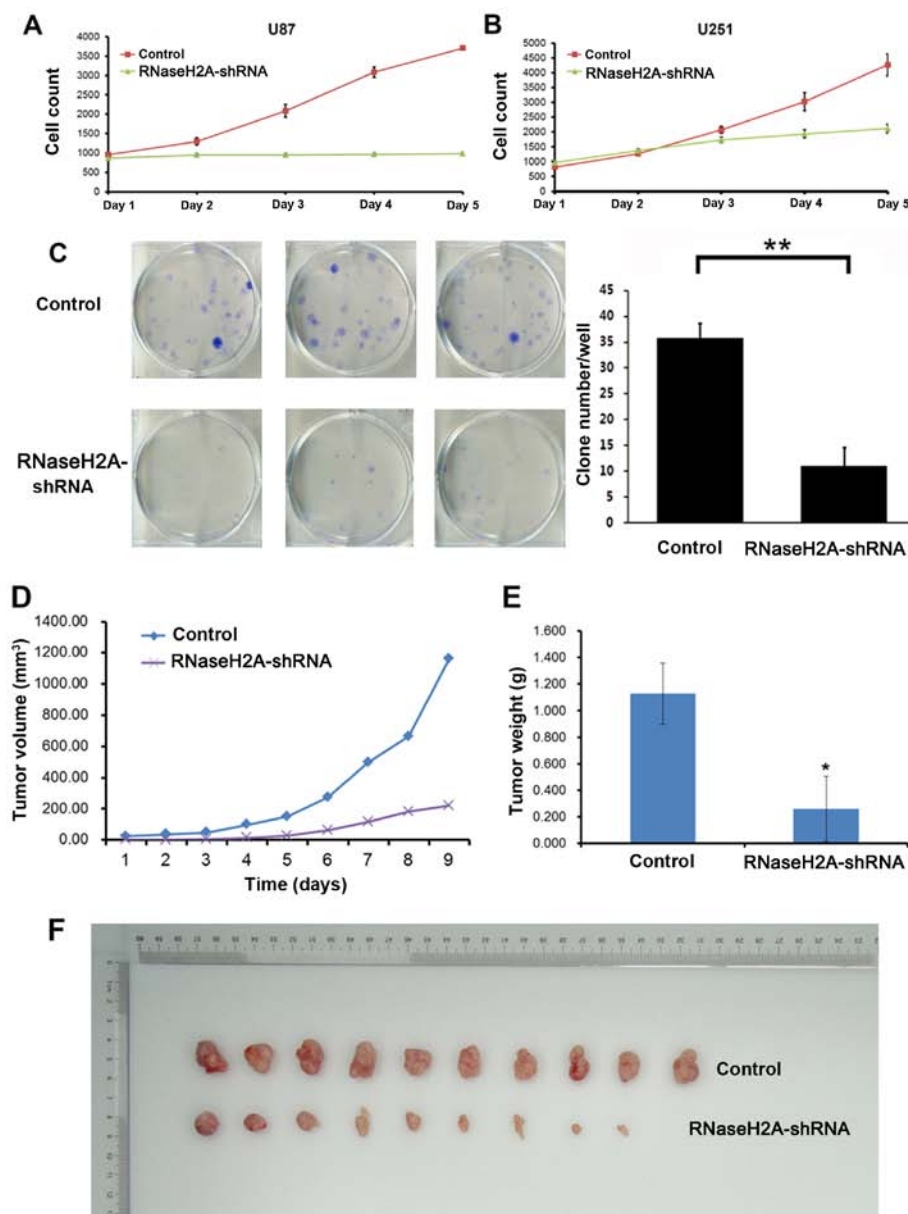 A
U87
Control
RNaseH2A-shRNA
Cell count
4000
3500
3000
2500
2000
1500
1000
500
0
Day 1
Day 2
Day 3
Day 4
Day 5
B
U251
Control
RNaseH2A-shRNA
Cell count
5000
4500
4000
3500
3000
2500
2000
1500
1000
500
0
Day 1
Day 2
Day 3
Day 4
Day 5
C
Control
RNaseH2A-
shRNA
**
Clone number/well
45
40
35
30
25
20
15
10
5
0
Control
RNaseH2A-shRNA
D
Tumor volume (mm³)
1400.00
1200.00
1000.00
800.00
600.00
400.00
200.00
0.00
Control
RNaseH2A-shRNA
1 2 3 4 5 6 7 8 9
Time (days)
E
Tumor weight (g)
1.600
1.400
1.200
1.000
0.800
0.600
0.400
0.200
0.000
*
Control
RNaseH2A-shRNA
F
Control
RNaseH2A-shRNA